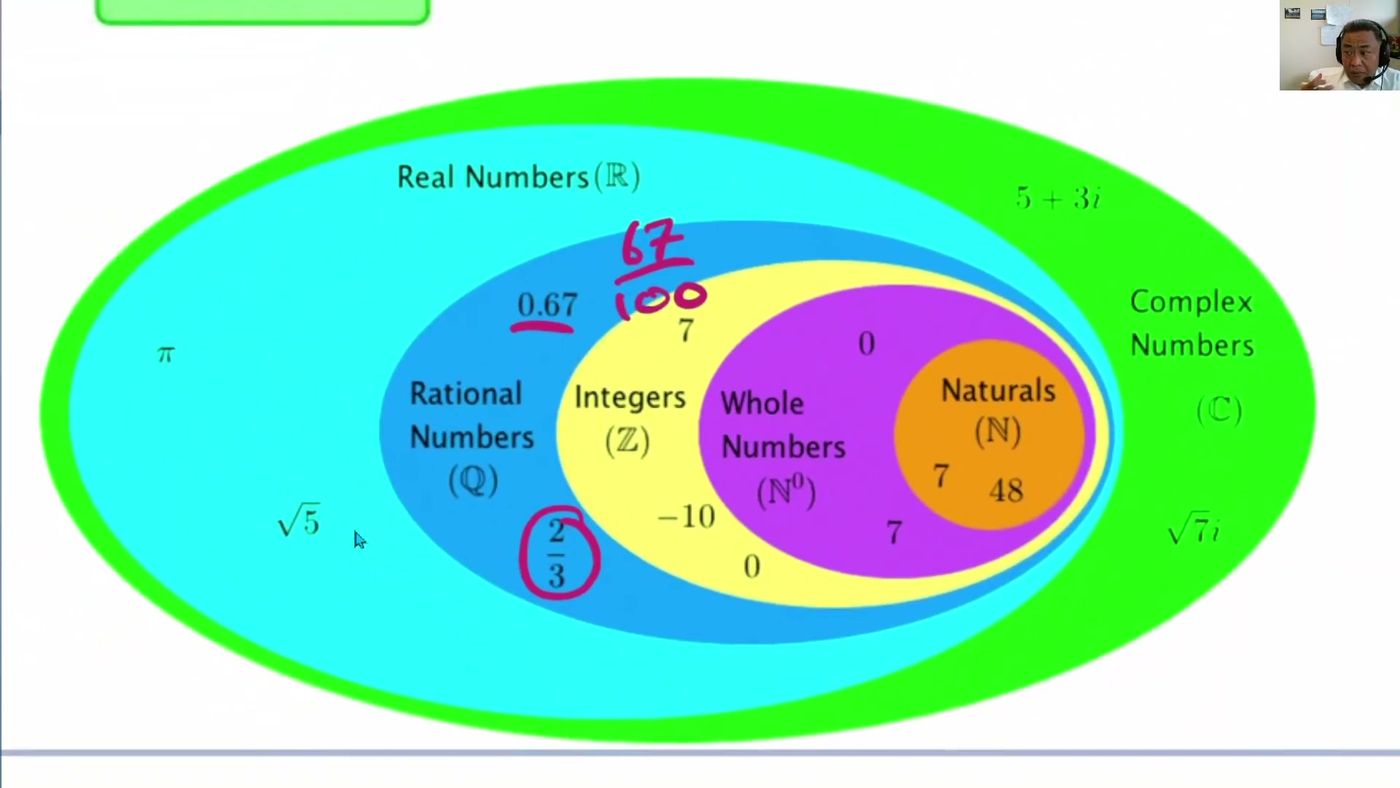 Real Numbers (ℝ)
5 + 3i
67
100
0.67
7
0
Complex
Numbers
(ℂ)
π
Rational
Numbers
(ℚ)
Integers
(ℤ)
Whole
Numbers
(ℕ⁰)
Naturals
(ℕ)
7
48
√5
2
3
−10
0
7
√7i